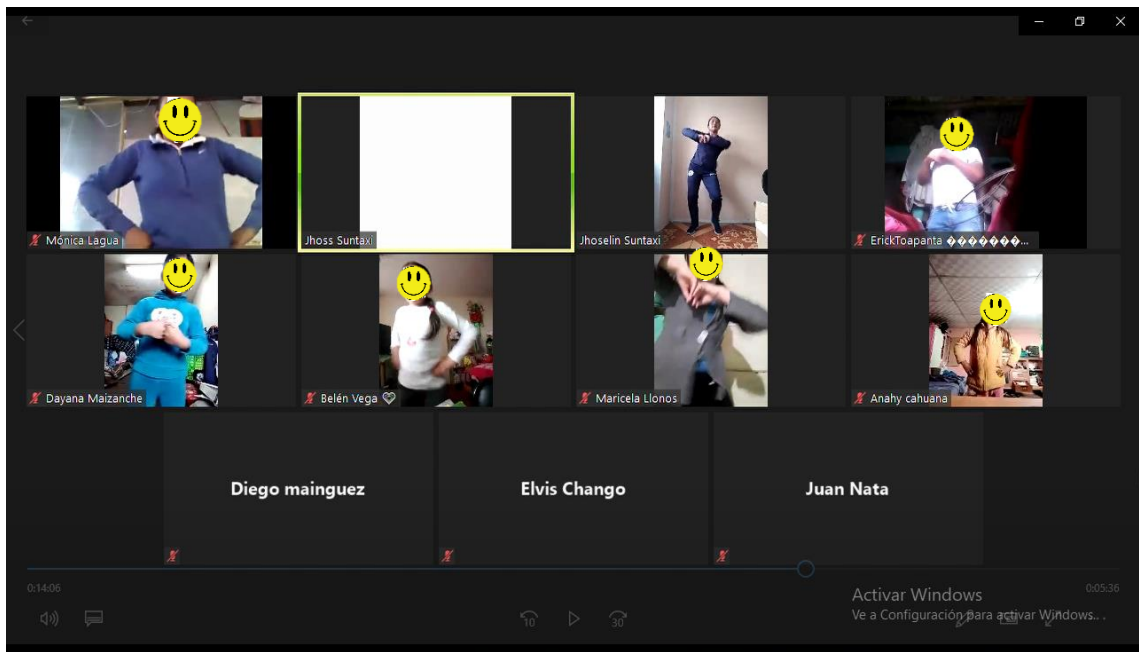 Mónica Lagua
Jhoss Suntaxi
Jhoselin Suntaxi
ErickToapanta �������...
Dayana Maizanche
Belén Vega 🤍
Maricela Llonos
Anahy cahuana
Diego mainguez
Elvis Chango
Juan Nata
0:14:06
0:05:36
10
30
Activar Windows
Ve a Configuración para activar Windows.